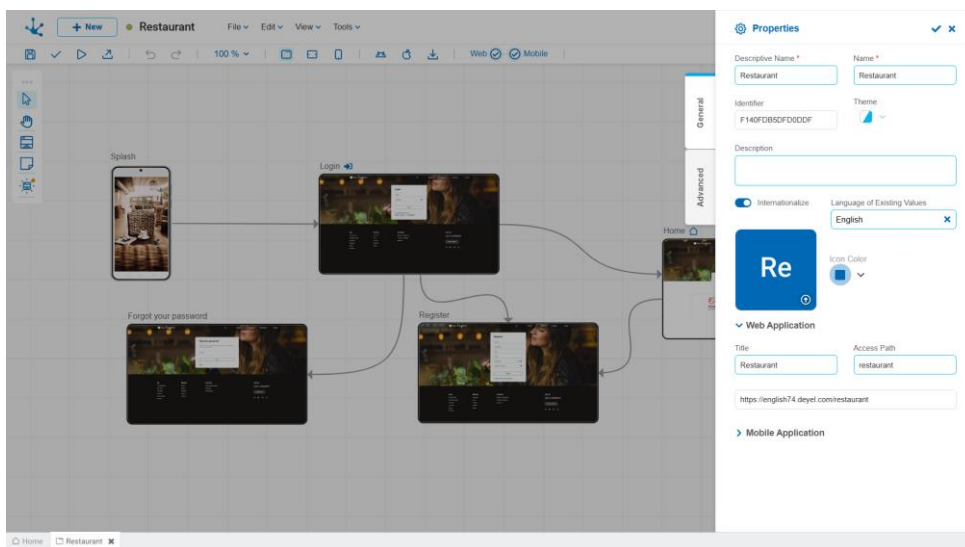 + New
Restaurant
File
Edit
View
Tools
100 %
Web
Mobile
Splash
Login
Home
Forgot your password
Register
General
Advanced
Properties
Descriptive Name *
Name *
Restaurant
Restaurant
Identifier
Theme
F140FDB5DFD0DDF
Description
Internationalize
Language of Existing Values
English
Re
Icon Color
Web Application
Title
Access Path
Restaurant
restaurant
https://english74.deyel.com/restaurant
Mobile Application
Home
Restaurant